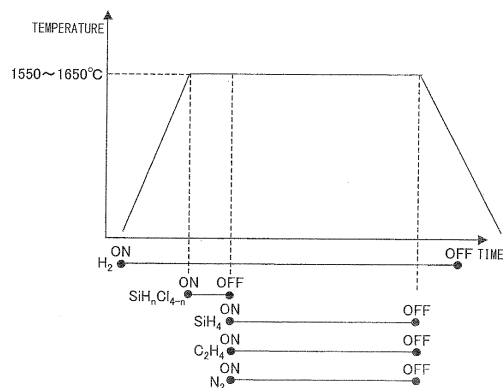 TEMPERATURE
1550~1650°C
TIME
ON OFF
H2
ON OFF
SiHnCl4-n
ON OFF
SiH4
ON OFF
C2H4
ON OFF
N2